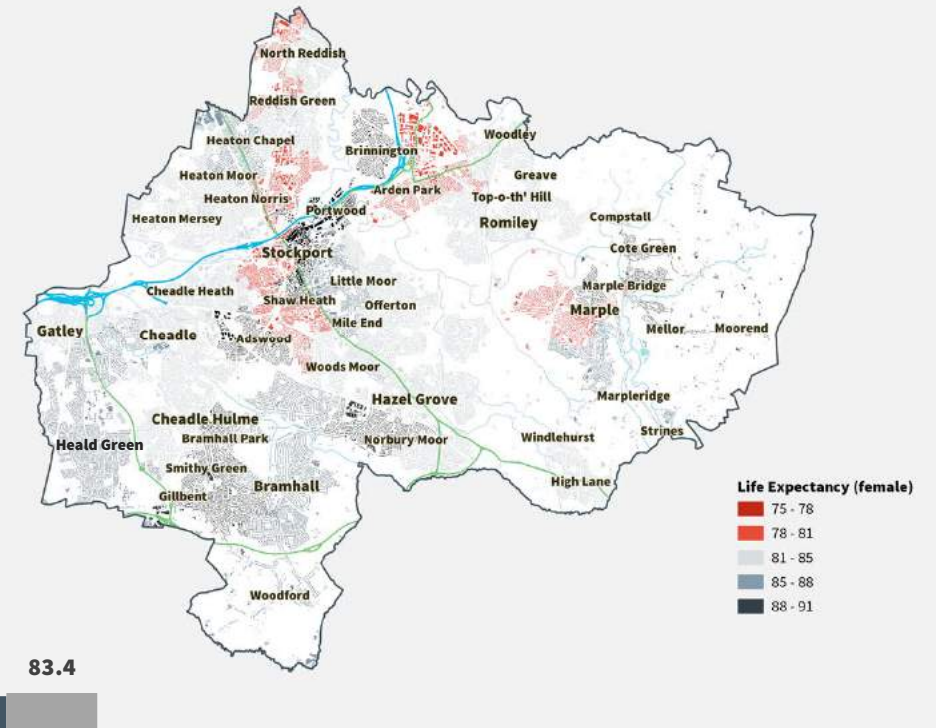 North Reddish
Reddish Green
Heaton Chapel
Woodley
Brinnington
Heaton Moor
Greave
Arden Park
Heaton Norris
Top-o-th' Hill
Portwood
Heaton Mersey
Compstall
Romiley
Cote Green
Stockport
Little Moor
Marple Bridge
Cheadle Heath
Shaw Heath
Offerton
Marple
Mile End
Gatley
Cheadle
Adswood
Mellor
Moorend
Woods Moor
Marpleridge
Hazel Grove
Cheadle Hulme
Strines
Bramhall Park
Norbury Moor
Windlehurst
Heald Green
Smithy Green
High Lane
Bramhall
Gillbent
Woodford
Life Expectancy (female)
75 - 78
78 - 81
81 - 85
85 - 88
88 - 91
83.4